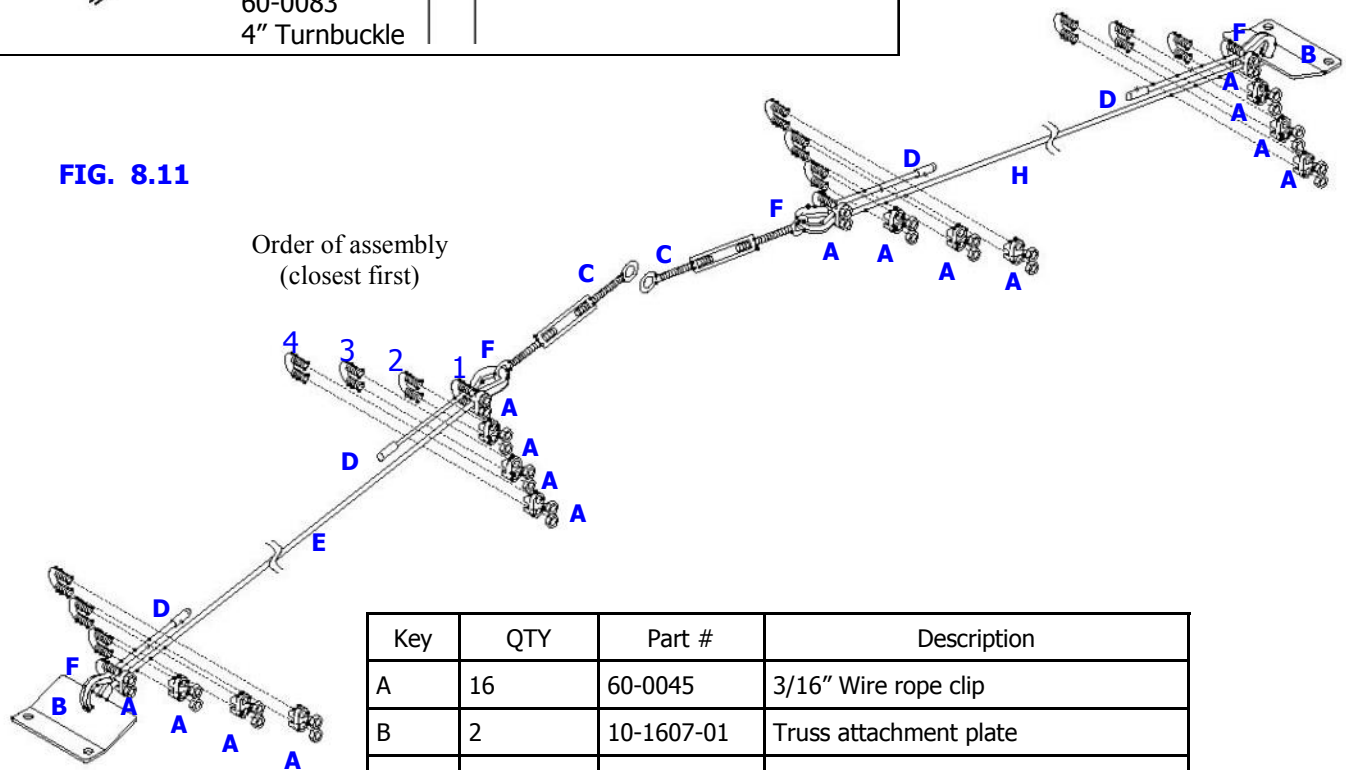 60-0083
4” Turnbuckle
F
B
D
A
A
A
A
FIG. 8.11
D
H
F
A
A
A
A
Order of assembly
(closest first)
C
C
4
3
2
1
F
A
A
A
A
D
E
D
F
B
A
A
A
A
Key QTY Part # Description
A 16 60-0045 3/16” Wire rope clip
B 2 10-1607-01 Truss attachment plate